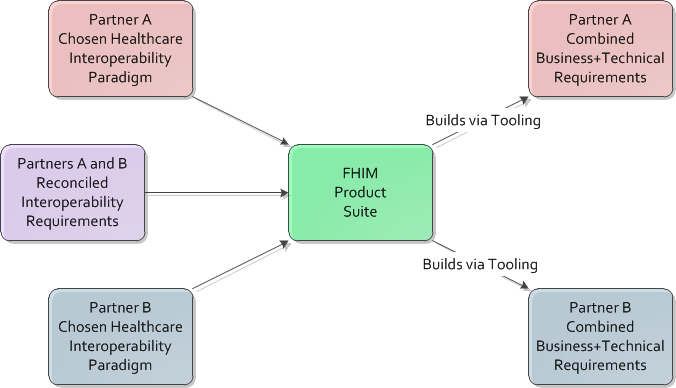 Partner A
Chosen Healthcare
Interoperability
Paradigm
Partner A
Combined
Business+Technical
Requirements
Builds via Tooling
Partners A and B
Reconciled
Interoperability
Requirements
FHIM
Product
Suite
Builds via Tooling
Partner B
Chosen Healthcare
Interoperability
Paradigm
Partner B
Combined
Business+Technical
Requirements